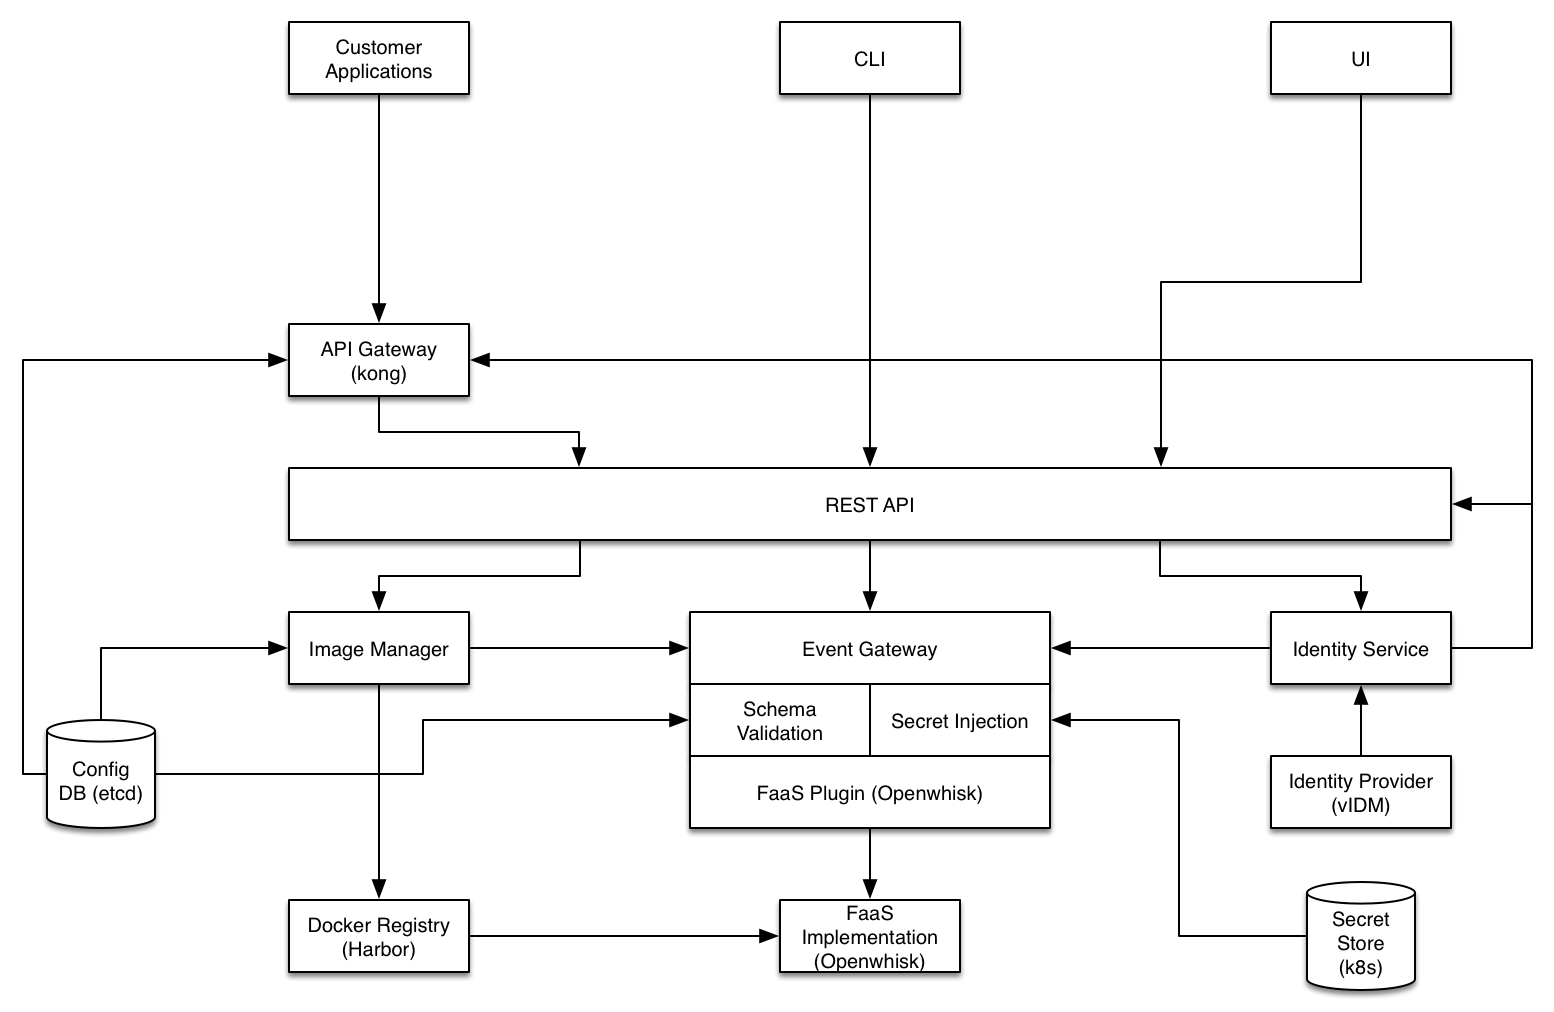 Customer
Applications
CLI
UI
API Gateway
(kong)
REST API
Image Manager
Event Gateway
Identity Service
Schema
Validation
Secret Injection
Config
DB (etcd)
FaaS Plugin (Openwhisk)
Identity Provider
(vIDM)
Docker Registry
(Harbor)
FaaS
Implementation
(Openwhisk)
Secret
Store
(k8s)